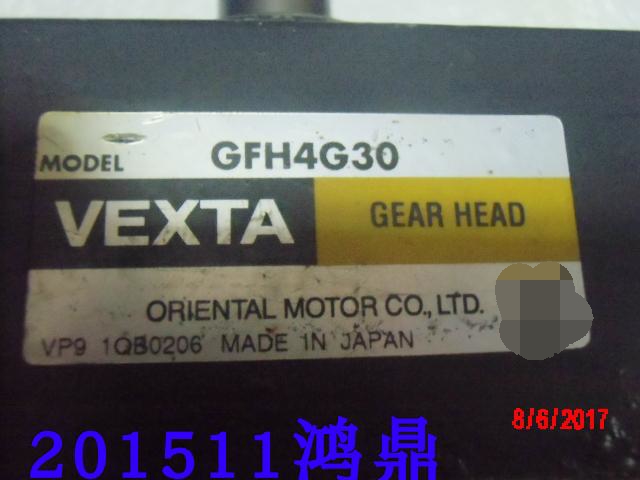 MODEL GFH4G30
VEXTA GEAR HEAD
ORIENTAL MOTOR CO., LTD.
VP9 1QB0206 MADE IN JAPAN
8/6/2017
201511鸿鼎